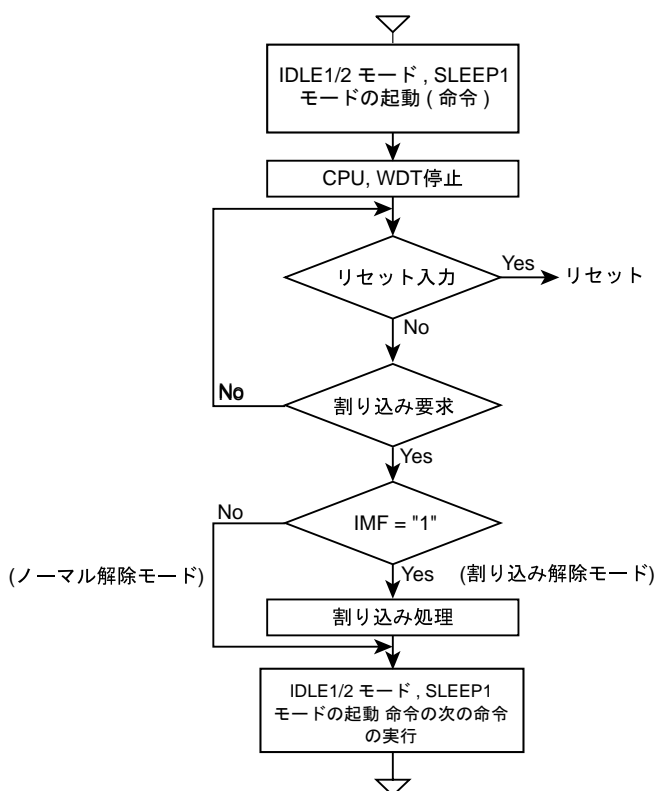 IDLE1/2 モード , SLEEP1
モードの起動 ( 命令 )
CPU, WDT停止
リセット入力
Yes
リセット
No
No
割り込み要求
Yes
No
IMF = "1"
(ノーマル解除モード)
Yes
(割り込み解除モード)
割り込み処理
IDLE1/2 モード , SLEEP1
モードの起動 命令の次の命令
の実行